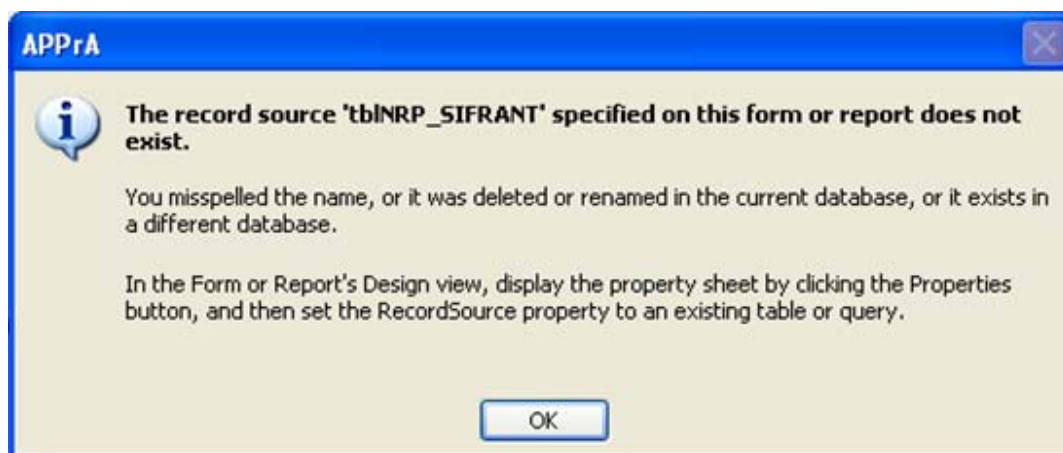 APPrA
The record source 'tblNRP_SIFRANT' specified on this form or report does not
exist.
You misspelled the name, or it was deleted or renamed in the current database, or it exists in
a different database.
In the Form or Report's Design view, display the property sheet by clicking the Properties
button, and then set the RecordSource property to an existing table or query.
OK